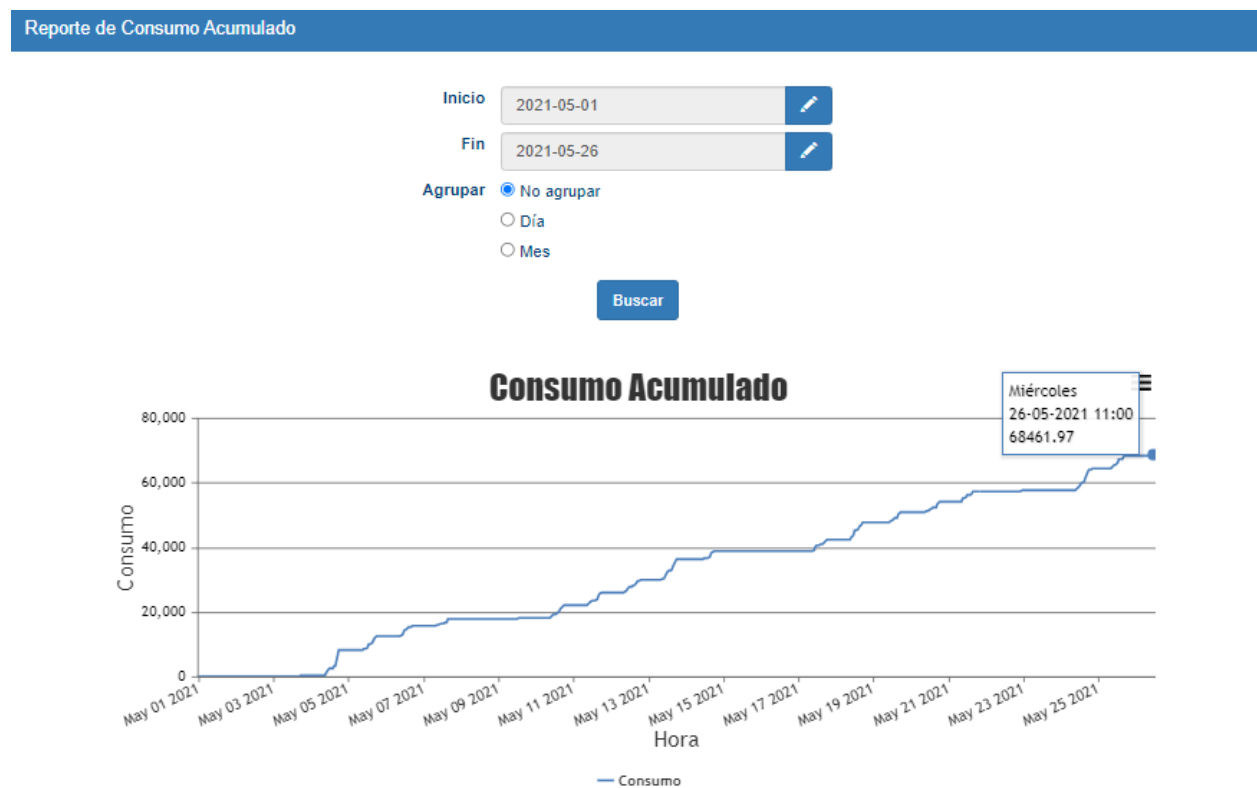 Reporte de Consumo Acumulado
Inicio
2021-05-01
Fin
2021-05-26
Agrupar
No agrupar
Día
Mes
Buscar
Consumo Acumulado
Miércoles
26-05-2021 11:00
68461.97
80,000
60,000
40,000
20,000
0
Consumo
May 01 2021
May 03 2021
May 05 2021
May 07 2021
May 09 2021
May 11 2021
May 13 2021
May 15 2021
May 17 2021
May 19 2021
May 21 2021
May 23 2021
May 25 2021
Hora
Consumo